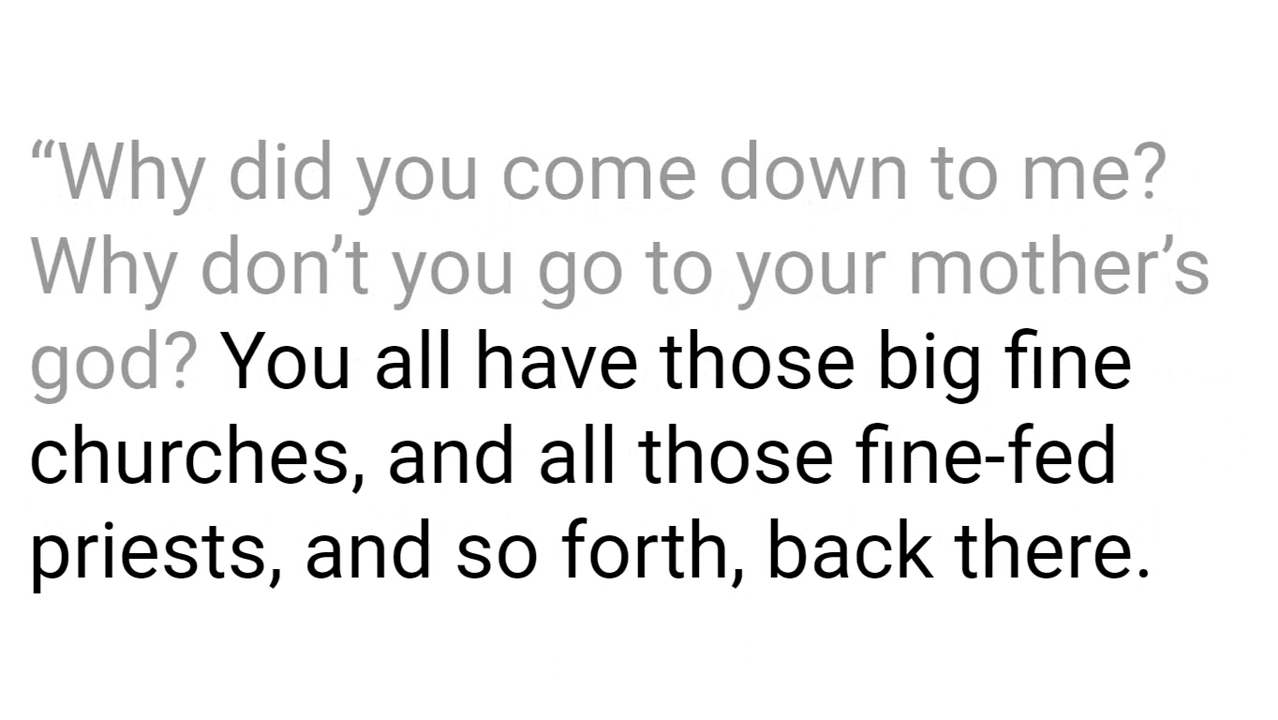 “Why did you come down to me?
Why don’t you go to your mother’s
god? You all have those big fine
churches, and all those fine-fed
priests, and so forth, back there.